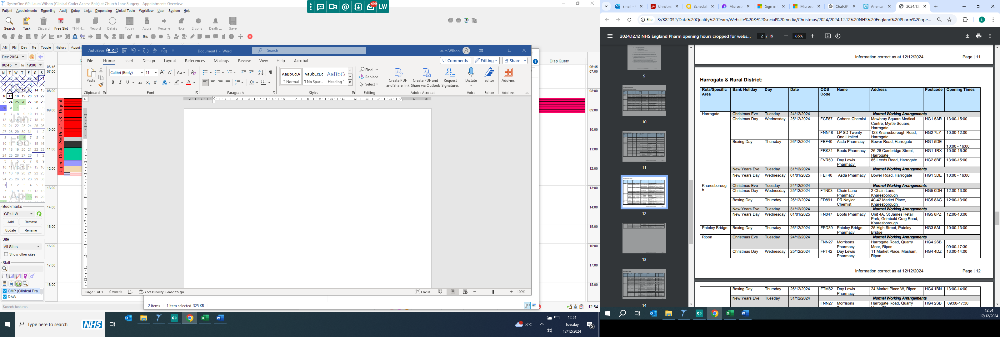 SystmOne GP: Laura Wilson (Clinical Coder Access Role) at Church Lane Surgery - Appointments Overview
Patient Appointments Reporting Audit Setup Links Dispensing Clinical Tools Workflow User System Help
499
LW
Search Task Discard Free Slot YHN H... Record Details Today Acute Resume Note E-cons... Death ... Save
AM PM Day Me Toggle History Appoin
Dec 2024
06:45 to 19:00
M T W T F S S
16 17 18 19 20 21 22
23 24 25 26 27 28 29
30 31
Jan
Feb
Mar
Apr
Bookmarks
GPs LW
Add Remove
Update Rename
Site
All Sites
Show other sites
Staff
CMP (Clinical Pra...
RAW
Search features
06:45
07:00
08:00
09:00
10:00
11:00
12:00
13:00
14:00
15:00
16:00
17:00
18:00
Urgent Doctor AM Rota 1 v3 - Urgent
AutoSave Off
Document1 - Word
Search
Laura Wilson
File Home Insert Design Layout References Mailings Review View Help Acrobat
Comments Editing Share
Paste
Calibri (Body) 11
AaBbCcDc AaBbCcDc AaBbC(
¶ Normal ¶ No Spac... Heading 1
Find
Replace
Select
Create PDF and Share link
Create PDF and Share via Outlook
Request Signatures
Dictate
Editor
Add-ins
Clipboard Font Paragraph Styles Editing Adobe Acrobat Voice Editor Add-ins
Page 1 of 1 0 words Accessibility: Good to go Focus 100%
2 items 1 item selected 325 KB
Disp Query
06:45
07:00
08:00
09:00
10:00
11:00
12:00
13:00
14:00
15:00
16:00
17:00
18:00
12:54
Type here to search
NHS
8°C
12:54
Tuesday
17/12/2024
5
Email - Christm Schedul Microso Sign in Microso ChatGP Anenta 2024.12
File S:/B82032/Data%20Quality%20Team/Website%20&%20social%20media/Christmas/2024/2024.12.12%20NHS%20England%20Pharm%20ope...
L
2024.12.12 NHS England Pharm opening hours cropped for webs... 12 / 19 85%
9
10
11
12
13
14
Information correct as at 12/12/2024 Page | 11
Harrogate & Rural District:
Rota/Specific Area Bank Holiday Day Date ODS Code Name Address Postcode Opening Times
Harrogate Christmas Eve Tuesday 24/12/2024 Normal Working Arrangements
Christmas Day Wednesday 25/12/2024 FCF87 Cohens Chemist Mowbray Square Medical Centre, Myrtle Square, Harrogate HG1 5AR 13:00-15:00
FNN48 LP SD Twenty One Limited 123 Knaresborough Road, Harrogate HG2 7LY 10:00-12:00
Boxing Day Thursday 26/12/2024 FEF40 Asda Pharmacy Bower Road, Harrogate HG1 5DE 10:00 - 16:00
FRK31 Boots Pharmacy 26-28 Cambridge Street, Harrogate HG1 1RX 10:00-16:30
FVR50 Day Lewis Pharmacy 85 Leeds Road, Harrogate HG2 8BE 13:00-15:00
New Years Eve Tuesday 31/12/2024 Normal Working Arrangements
New Years Day Wednesday 01/01/2025 FEF40 Asda Pharmacy Bower Road, Harrogate HG1 5DE 10:00 - 16:00
Knaresboroug h Christmas Eve Tuesday 24/12/2024 Normal Working Arrangements
Christmas Day Wednesday 25/12/2024 FTN03 Chain Lane Pharmacy 2 Chain Lane, Knaresborough HG5 0DH 12:00-13:00
Boxing Day Thursday 26/12/2024 FD891 PR Naylor Chemist 40-42 Market Place, Knaresborough HG5 8AG 12:00-13:00
New Years Eve Tuesday 31/12/2024 Normal Working Arrangements
New Years Day Wednesday 01/01/2025 FN047 Boots Pharmacy Unit 4A, St James Retail Park, Grimbald Crag Road, Knaresborough HG5 8PZ 12:00-13:00
Pateley Bridge Boxing Day Thursday 26/12/2024 FPD39 Pateley Bridge Pharmacy 25 High Street, Pateley Bridge HG3 5AL 10:00-13:00
Ripon Christmas Eve Tuesday 24/12/2024 Normal Working Arrangements
FNN27 Morrisons Pharmacy Harrogate Road, Quarry Moor, Ripon HG4 2SB 09:00-17:30
Christmas Day Wednesday 25/12/2024 FPT42 Day Lewis Pharmacy 11 Market Place, Masham, Ripon HG4 4DZ 13:00-14:00
Information correct as at 12/12/2024 Page | 12
Boxing Day Thursday 26/12/2024 FTM82 Day Lewis Pharmacy 24 Market Place W, Ripon HG4 1BN 13:00-14:00
New Years Eve Tuesday 31/12/2024 Normal Working Arrangements
FNN27 Morrisons Harrogate Road, Quarry HG4 2SB 09:00-17:30
12:54
17/12/2024